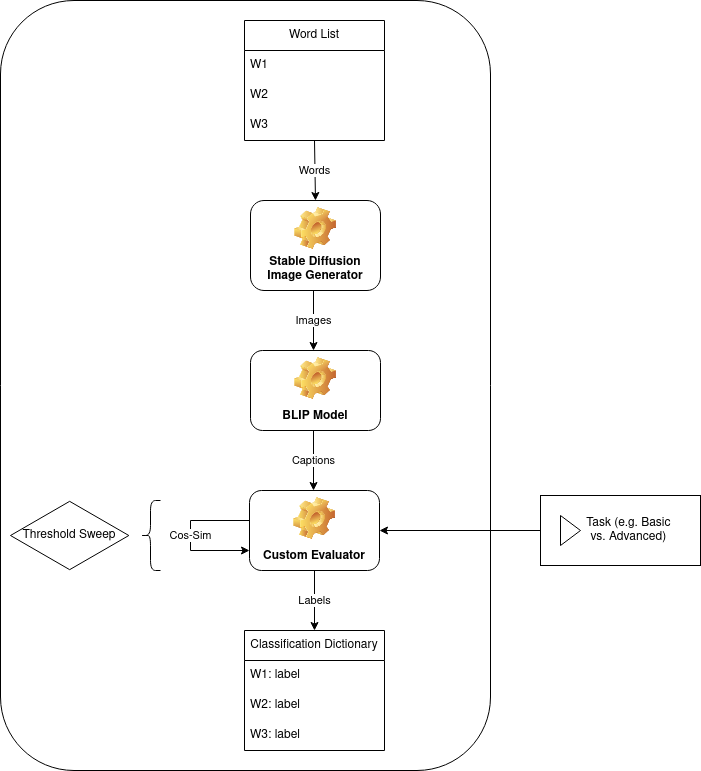 Word List
W1
W2
W3
Words
Stable Diffusion
Image Generator
Images
BLIP Model
Captions
Threshold Sweep
Cos-Sim
Custom Evaluator
Task (e.g. Basic
vs. Advanced)
Labels
Classification Dictionary
W1: label
W2: label
W3: label